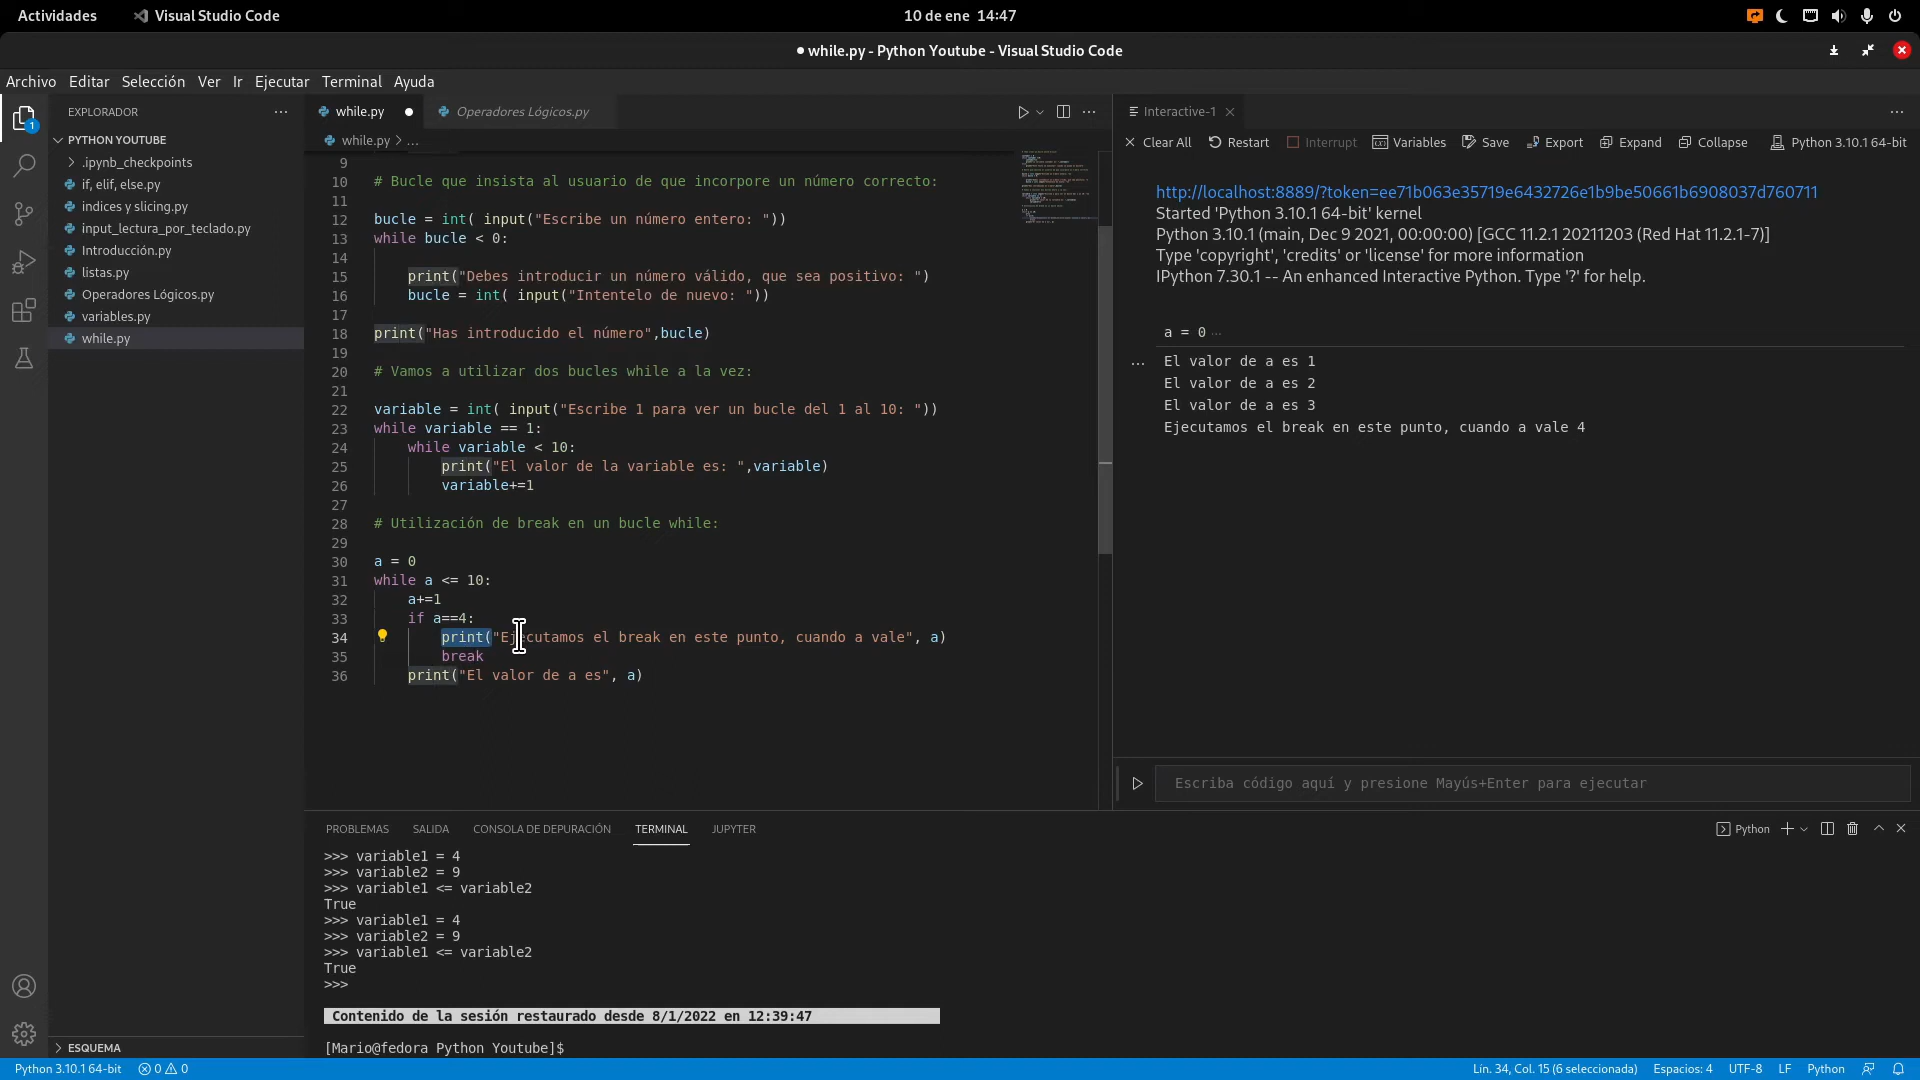 Actividades
Visual Studio Code
10 de ene 14:47
● while.py - Python Youtube - Visual Studio Code
Archivo Editar Selección Ver Ir Ejecutar Terminal Ayuda
EXPLORADOR
PYTHON YOUTUBE
.ipynb_checkpoints
if, elif, else.py
indices y slicing.py
input_lectura_por_teclado.py
Introducción.py
listas.py
Operadores Lógicos.py
variables.py
while.py
ESQUEMA
1
while.py
Operadores Lógicos.py
while.py > ...
9
10 # Bucle que insista al usuario de que incorpore un número correcto:
11
12 bucle = int( input("Escribe un número entero: "))
13 while bucle < 0:
14
15 print("Debes introducir un número válido, que sea positivo: ")
16 bucle = int( input("Intentelo de nuevo: "))
17
18 print("Has introducido el número",bucle)
19
20 # Vamos a utilizar dos bucles while a la vez:
21
22 variable = int( input("Escribe 1 para ver un bucle del 1 al 10: "))
23 while variable == 1:
24 while variable < 10:
25 print("El valor de la variable es: ",variable)
26 variable+=1
27
28 # Utilización de break en un bucle while:
29
30 a = 0
31 while a <= 10:
32 a+=1
33 if a==4:
34 print("Ejecutamos el break en este punto, cuando a vale", a)
35 break
36 print("El valor de a es", a)
Interactive-1
Clear All Restart Interrupt Variables Save Export Expand Collapse Python 3.10.1 64-bit
http://localhost:8889/?token=ee71b063e35719e6432726e1b9be50661b6908037d760711
Started 'Python 3.10.1 64-bit' kernel
Python 3.10.1 (main, Dec 9 2021, 00:00:00) [GCC 11.2.1 20211203 (Red Hat 11.2.1-7)]
Type 'copyright', 'credits' or 'license' for more information
IPython 7.30.1 -- An enhanced Interactive Python. Type '?' for help.
a = 0 ...
El valor de a es 1
El valor de a es 2
El valor de a es 3
Ejecutamos el break en este punto, cuando a vale 4
Escriba código aquí y presione Mayús+Enter para ejecutar
PROBLEMAS SALIDA CONSOLA DE DEPURACIÓN TERMINAL JUPYTER
Python
>>> variable1 = 4
>>> variable2 = 9
>>> variable1 <= variable2
True
>>> variable1 = 4
>>> variable2 = 9
>>> variable1 <= variable2
True
>>>
Contenido de la sesión restaurado desde 8/1/2022 en 12:39:47
[Mario@fedora Python Youtube]$
Python 3.10.1 64-bit 0 0
Lín. 34, Col. 15 (6 seleccionada) Espacios: 4 UTF-8 LF Python